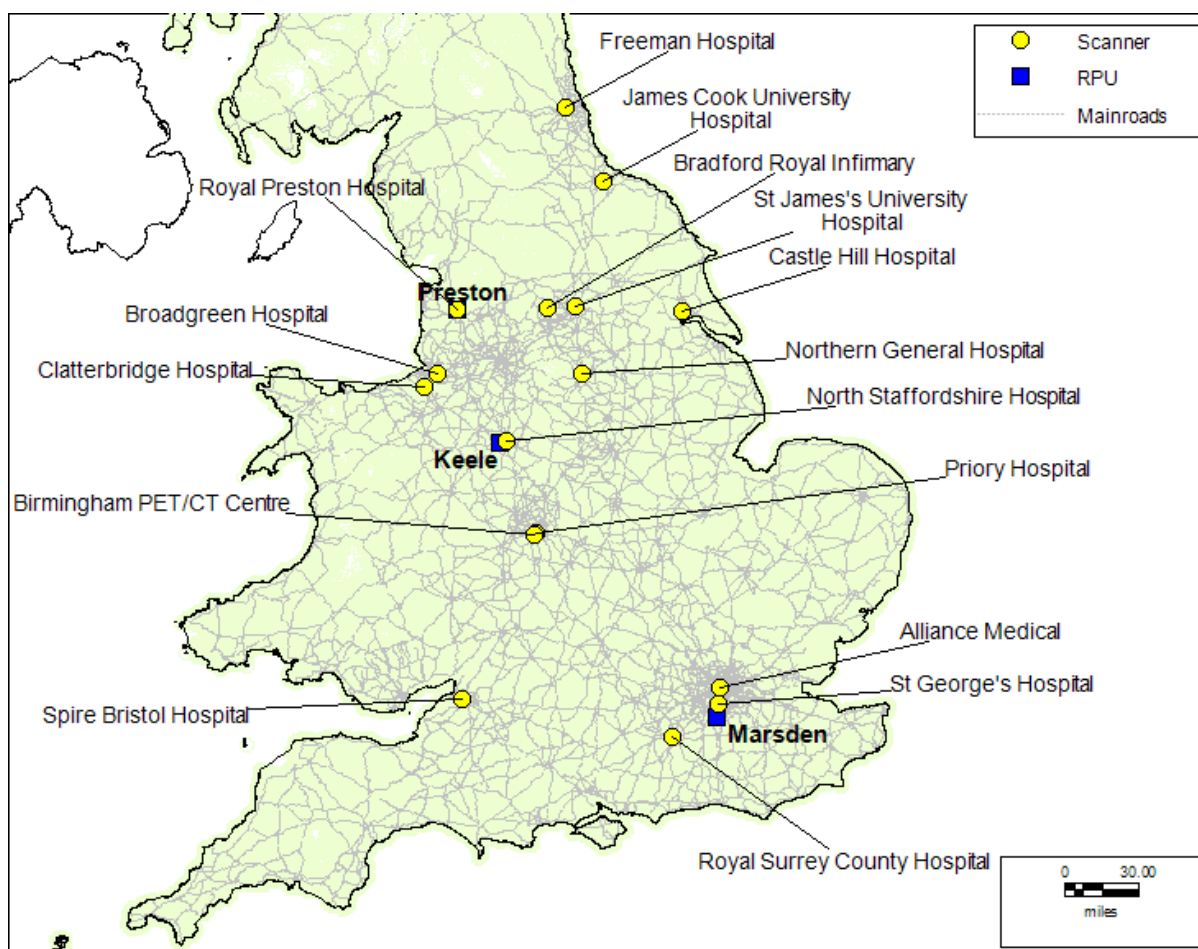 Freeman Hospital
Scanner
RPU
Mainroads
James Cook University
Hospital
Bradford Royal Infimary
Royal Preston Hospital
St James's University
Hospital
Castle Hill Hospital
Preston
Broadgreen Hospital
Northern General Hospital
Clatterbridge Hospital
North Staffordshire Hospital
Keele
Priory Hospital
Birmingham PET/CT Centre
Alliance Medical
St George's Hospital
Spire Bristol Hospital
Marsden
Royal Surrey County Hospital
0 30.00
miles